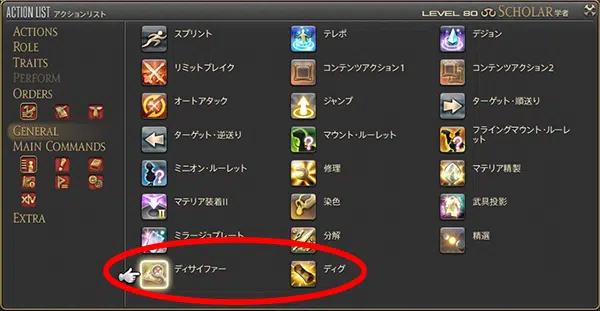 ACTION LIST アクションリスト
LEVEL 80 SCHOLAR 学者
ACTIONS
ROLE
TRAITS
PERFORM
ORDERS
GENERAL
MAIN COMMANDS
XIV
EXTRA
スプリント
テレポ
デジョン
リミットブレイク
コンテンツアクション1
コンテンツアクション2
オートアタック
ジャンプ
ターゲット・順送り
ターゲット・逆送り
マウント・ルーレット
フライングマウント・ルーレ
ット
ミニオン・ルーレット
修理
マテリア精製
マテリア装着II
II
染色
武具投影
ミラージュプレート
分解
精選
ディサイファー
ディグ